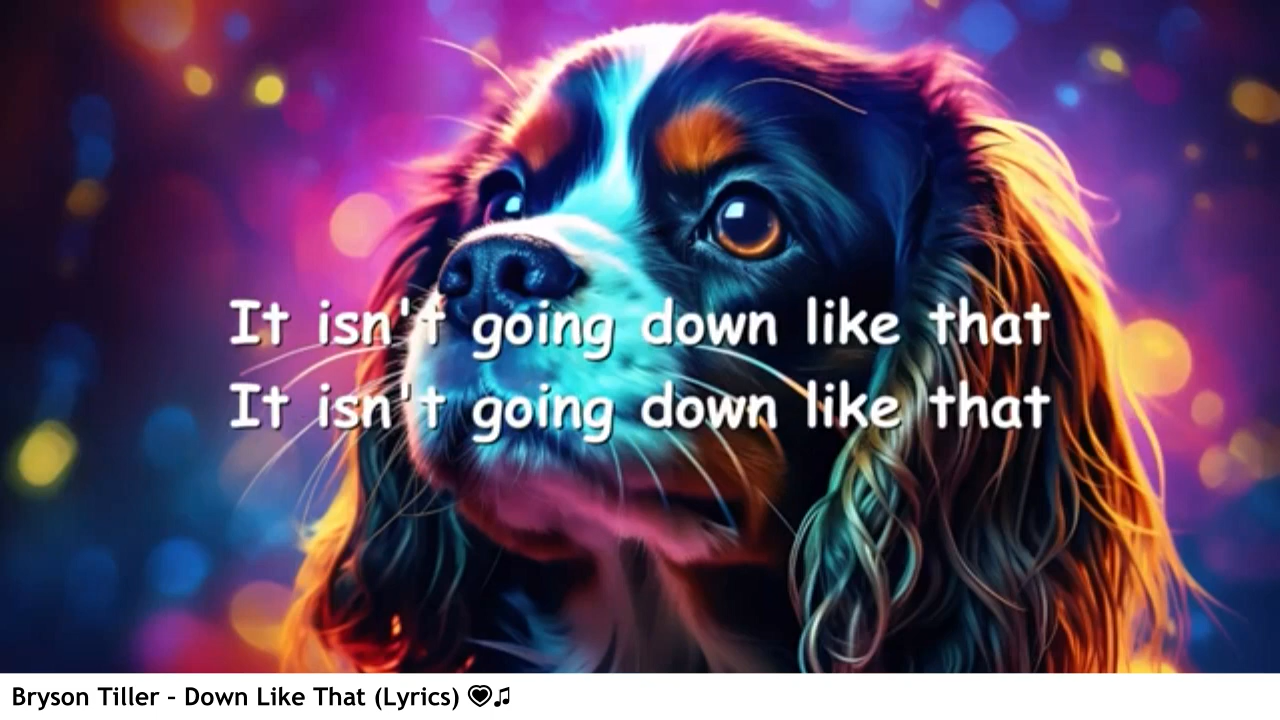 It isn't going down like that
It isn't going down like that
Bryson Tiller - Down Like That (Lyrics) 🖤♫